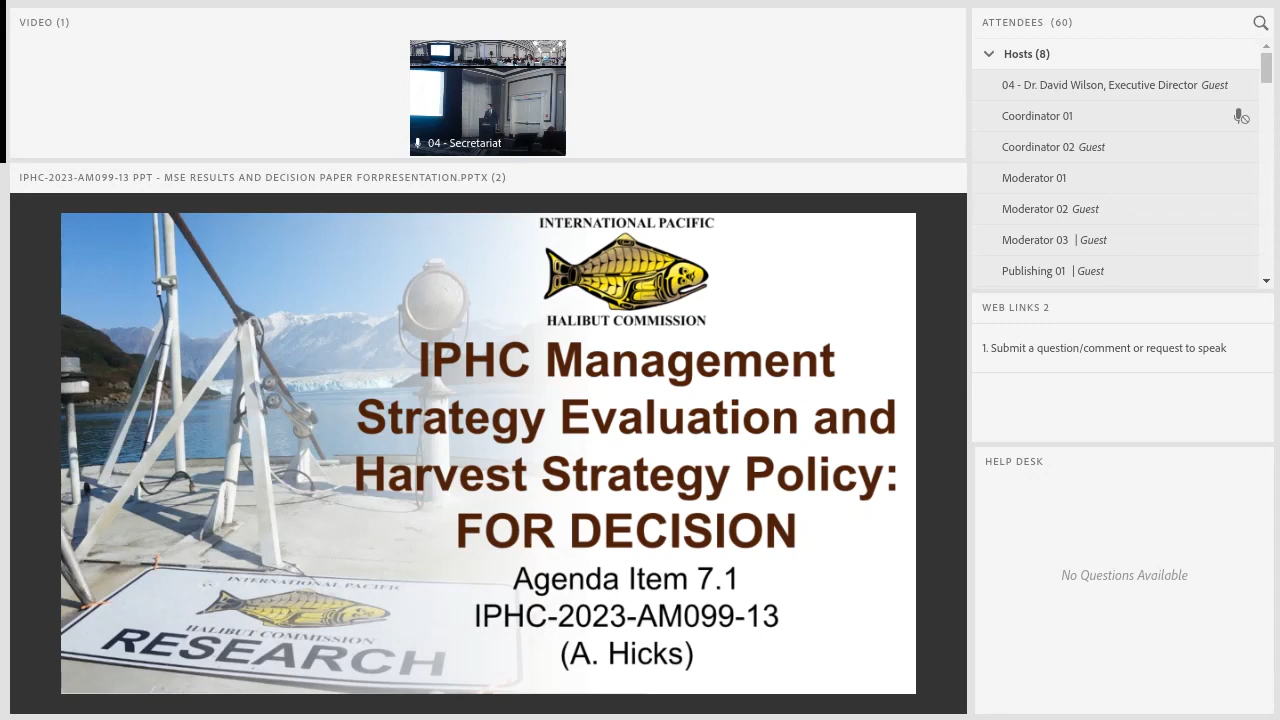 VIDEO (1)
04 - Secretariat
IPHC-2023-AM099-13 PPT - MSE RESULTS AND DECISION PAPER FORPRESENTATION.PPTX (2)
INTERNATIONAL PACIFIC
HALIBUT COMMISSION
IPHC Management
Strategy Evaluation and
Harvest Strategy Policy:
FOR DECISION
Agenda Item 7.1
IPHC-2023-AM099-13
(A. Hicks)
INTERNATIONAL PACIFIC
HALIBUT COMMISSION
RESEARCH
ATTENDEES (60)
Hosts (8)
04 - Dr. David Wilson, Executive Director Guest
Coordinator 01
Coordinator 02 Guest
Moderator 01
Moderator 02 Guest
Moderator 03 | Guest
Publishing 01 | Guest
WEB LINKS 2
1. Submit a question/comment or request to speak
HELP DESK
No Questions Available